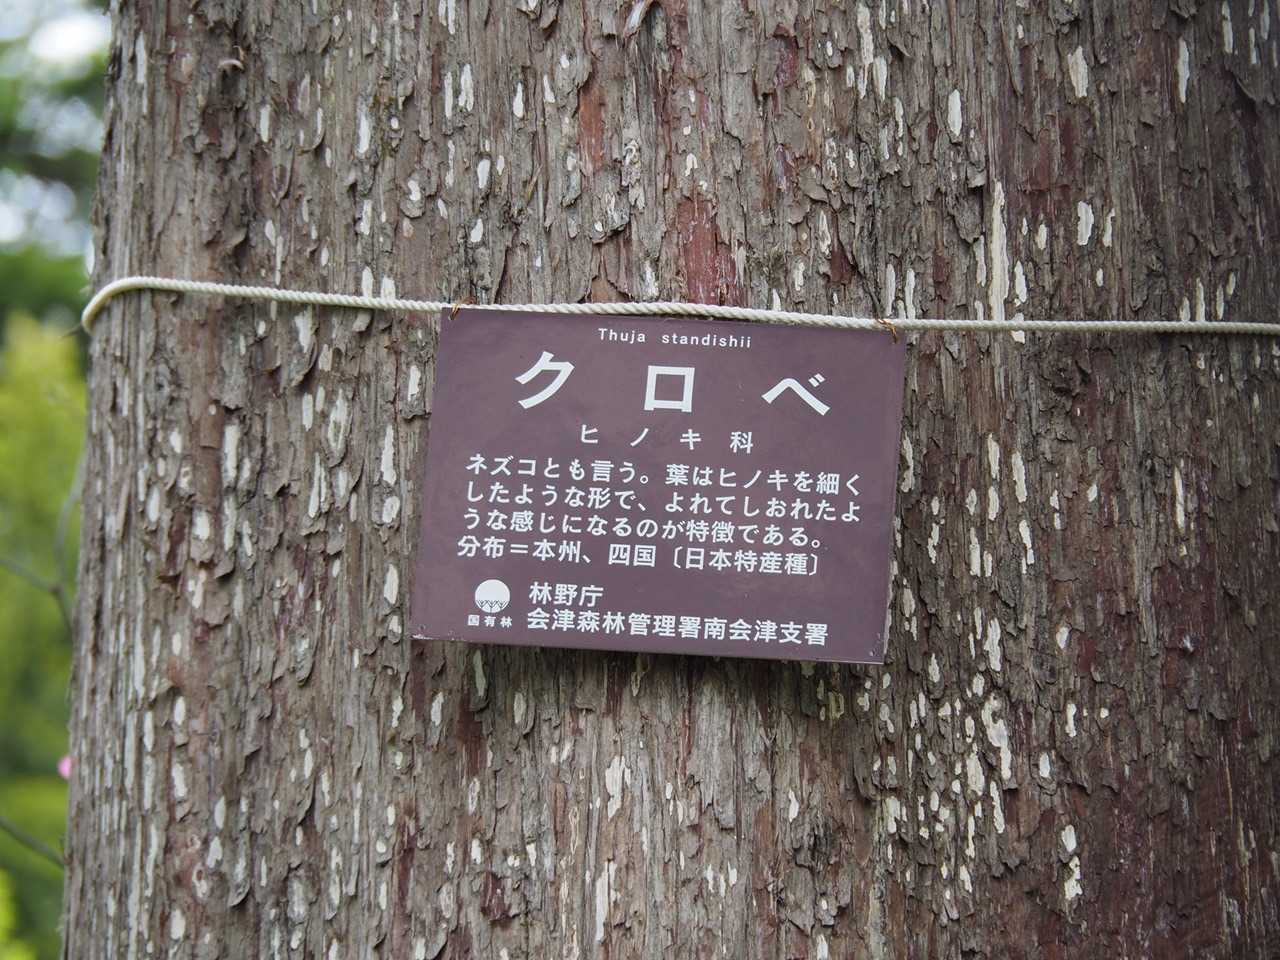 Thuja standishii
クロベ
ヒノキ科
ネズコとも言う。葉はヒノキを細く
したような形で、よれてしおれたよ
うな感じになるのが特徴である。
分布＝本州、四国〔日本特産種〕
林野庁
国有林
会津森林管理署南会津支署